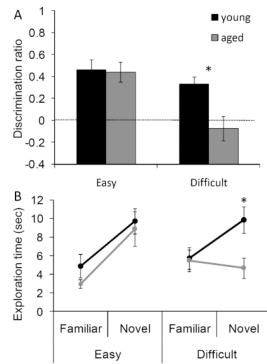 A
young
aged
Discrimination ratio
0.8
0.6
0.4
0.2
0
-0.2
-0.4
*
Easy
Difficult
B
Exploration time (sec)
12
10
8
6
4
2
0
*
Familiar
Novel
Familiar
Novel
Easy
Difficult